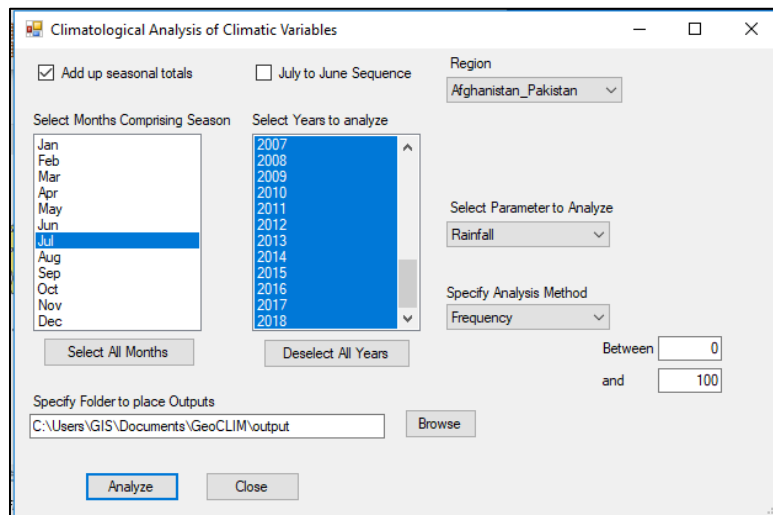 Climatological Analysis of Climatic Variables
Add up seasonal totals
July to June Sequence
Region
Afghanistan_Pakistan
Select Months Comprising Season
Jan
Feb
Mar
Apr
May
Jun
Jul
Aug
Sep
Oct
Nov
Dec
Select All Months
Select Years to analyze
2007
2008
2009
2010
2011
2012
2013
2014
2015
2016
2017
2018
Deselect All Years
Select Parameter to Analyze
Rainfall
Specify Analysis Method
Frequency
Between 0
and 100
Specify Folder to place Outputs
C:\Users\GIS\Documents\GeoCLIM\output
Browse
Analyze
Close